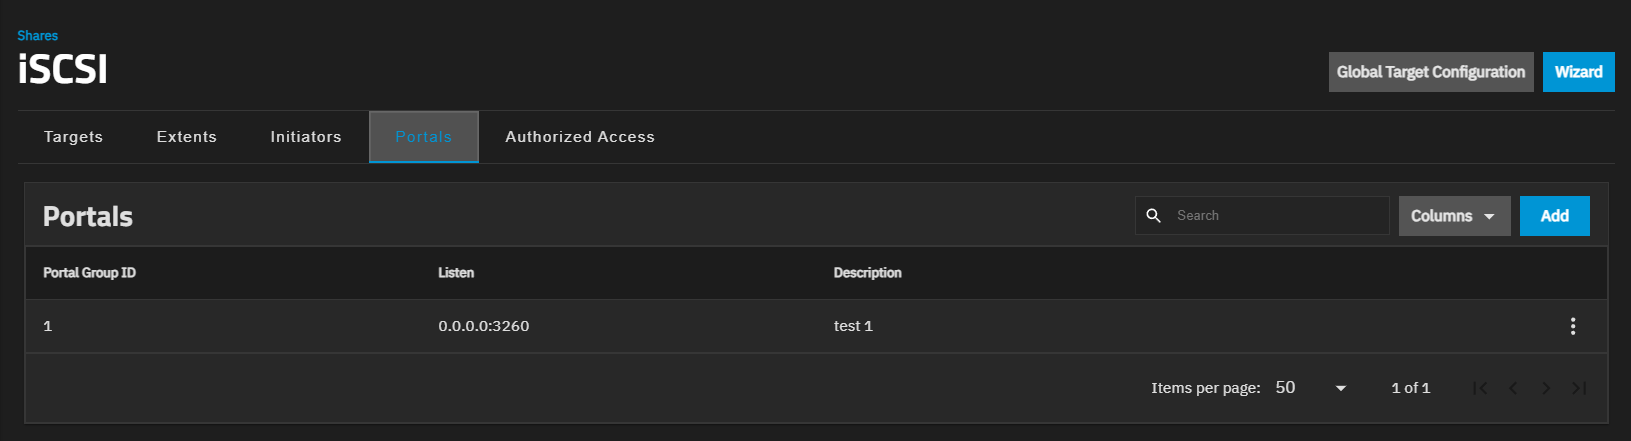 Shares
iSCSI
Global Target Configuration Wizard
Targets Extents Initiators Portals Authorized Access
Portals
Search
Columns
Add
Portal Group ID Listen Description
1 0.0.0.0:3260 test 1
Items per page: 50 1 of 1